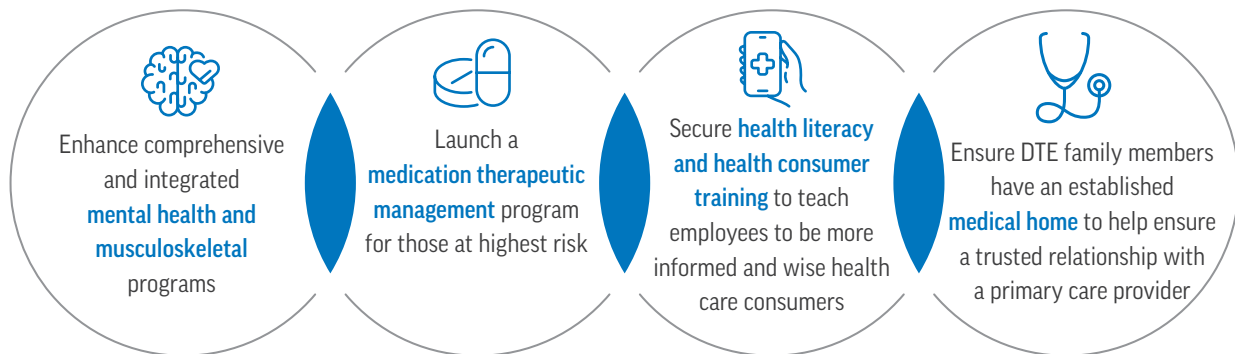 Enhance comprehensive
and integrated
mental health and
musculoskeletal
programs
Launch a
medication therapeutic
management program
for those at highest risk
Secure health literacy
and health consumer
training to teach
employees to be more
informed and wise health
care consumers
Ensure DTE family members
have an established
medical home to help ensure
a trusted relationship with
a primary care provider